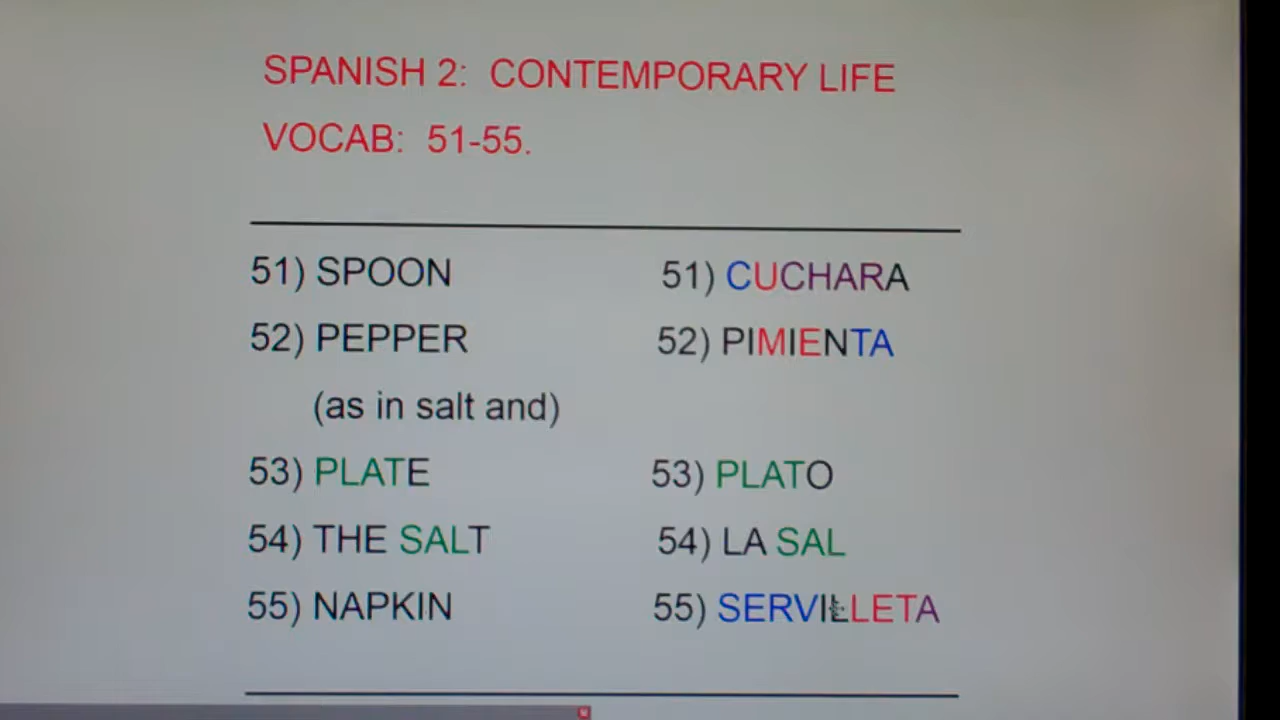 SPANISH 2: CONTEMPORARY LIFE
VOCAB: 51-55.
51) SPOON 51) CUCHARA
52) PEPPER 52) PIMIENTA
(as in salt and)
53) PLATE 53) PLATO
54) THE SALT 54) LA SAL
55) NAPKIN 55) SERVILLETA